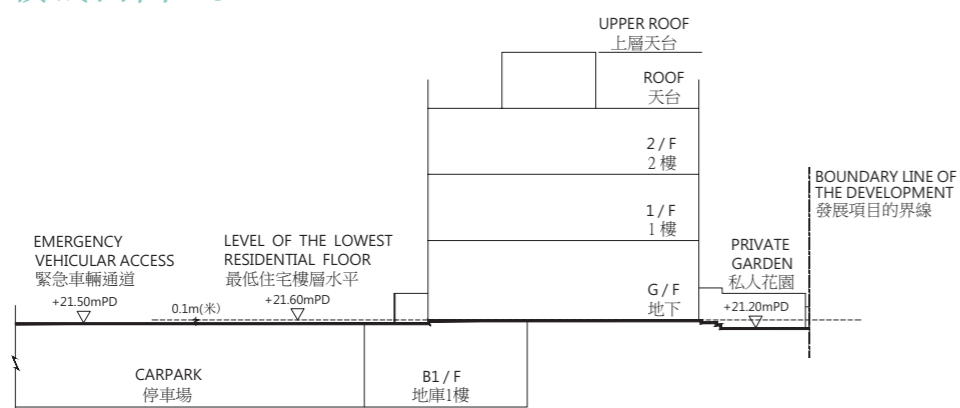 UPPER ROOF
上層天台
ROOF
天台
2 / F
2 樓
1 / F
1 樓
G / F
地下
BOUNDARY LINE OF
THE DEVELOPMENT
發展項目的界線
EMERGENCY
VEHICULAR ACCESS
緊急車輛通道
+21.50mPD
0.1m(米)
LEVEL OF THE LOWEST
RESIDENTIAL FLOOR
最低住宅樓層水平
+21.60mPD
PRIVATE
GARDEN
私人花園
+21.20mPD
CARPARK
停車場
B1 / F
地庫1樓